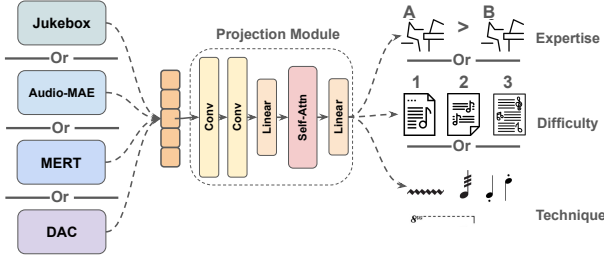 Jukebox
Or
Audio-MAE
Or
MERT
Or
DAC
Projection Module
Conv
Conv
Linear
Self-Attn
Linear
A > B
Expertise
Or
1 2 3
Difficulty
Or
Technique
8va